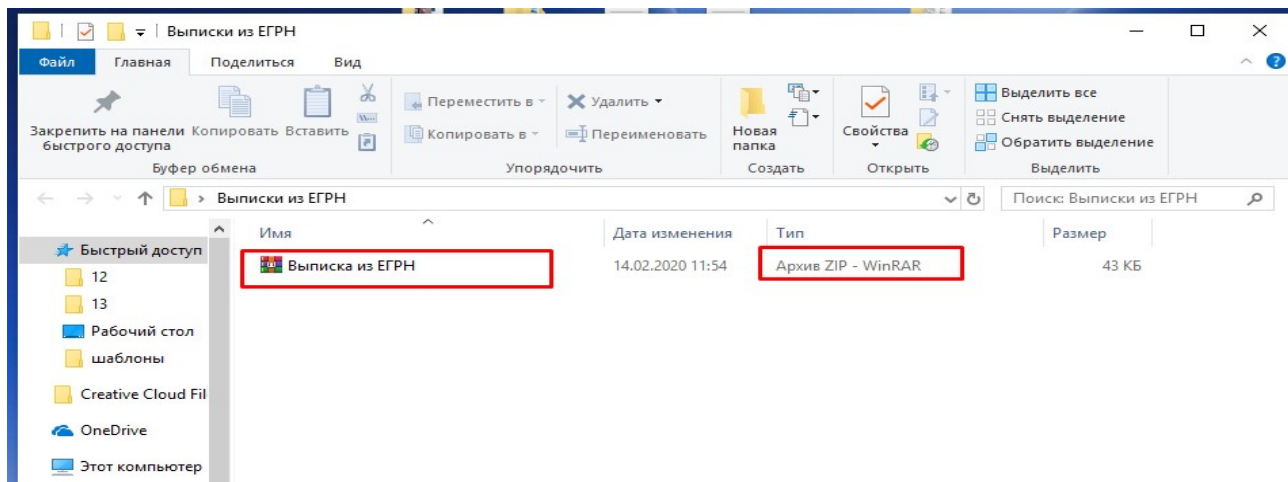 Выписки из ЕГРН
Файл Главная Поделиться Вид
Закрепить на панели быстрого доступа
Копировать
Вставить
Переместить в
Копировать в
Удалить
Переименовать
Новая папка
Свойства
Выделить все
Снять выделение
Обратить выделение
Буфер обмена Упорядочить Создать Открыть Выделить
Выписки из ЕГРН
Поиск: Выписки из ЕГРН
Имя Дата изменения Тип Размер
Выписка из ЕГРН 14.02.2020 11:54 Архив ZIP - WinRAR 43 КБ
Быстрый доступ
12
13
Рабочий стол
шаблоны
Creative Cloud Fil
OneDrive
Этот компьютер